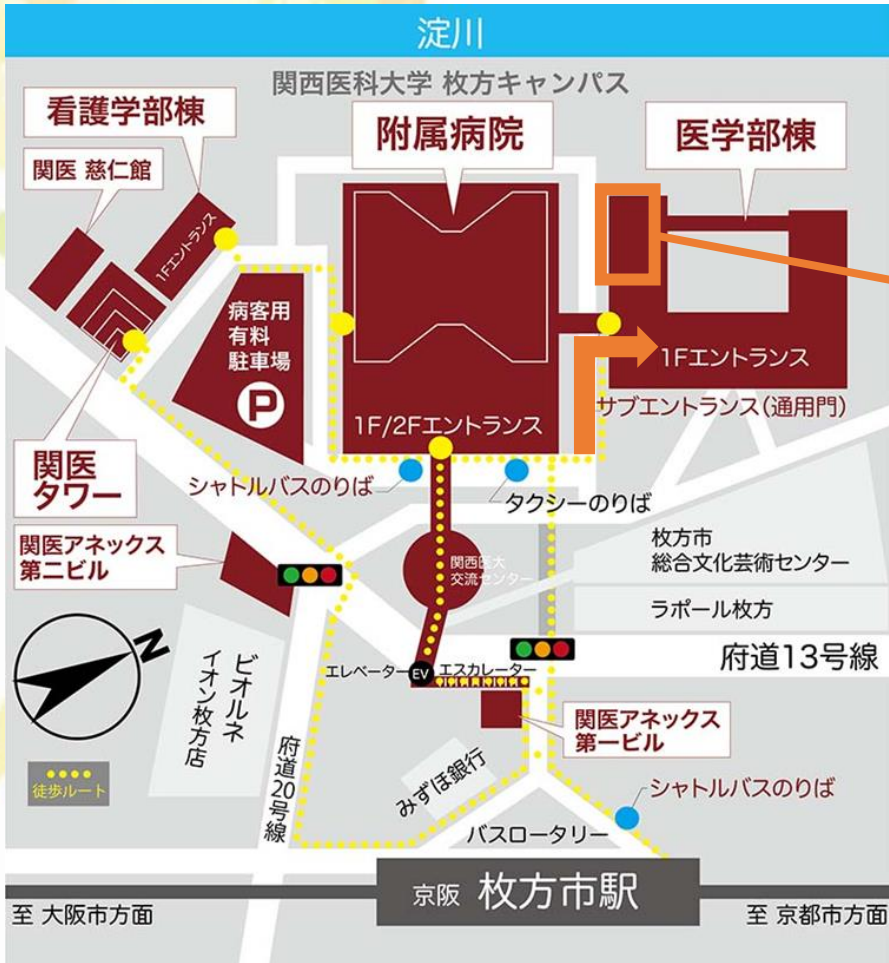 淀川
関西医科大学 枚方キャンパス
看護学部棟
附属病院
医学部棟
関医 慈仁館
1Fエントランス
病客用
有料
駐車場
P
1Fエントランス
サブエントランス(通用門)
1F/2Fエントランス
関医
タワー
シャトルバスのりば
タクシーのりば
関医アネックス
第二ビル
関西医大
交流センター
枚方市
総合文化芸術センター
ラポール枚方
N
ビオルネ
イオン枚方店
エレベーター
EV
エスカレーター
府道13号線
関医アネックス
第一ビル
徒歩ルート
府道20号線
みずほ銀行
シャトルバスのりば
バスロータリー
京阪 枚方市駅
至 大阪市方面
至 京都市方面